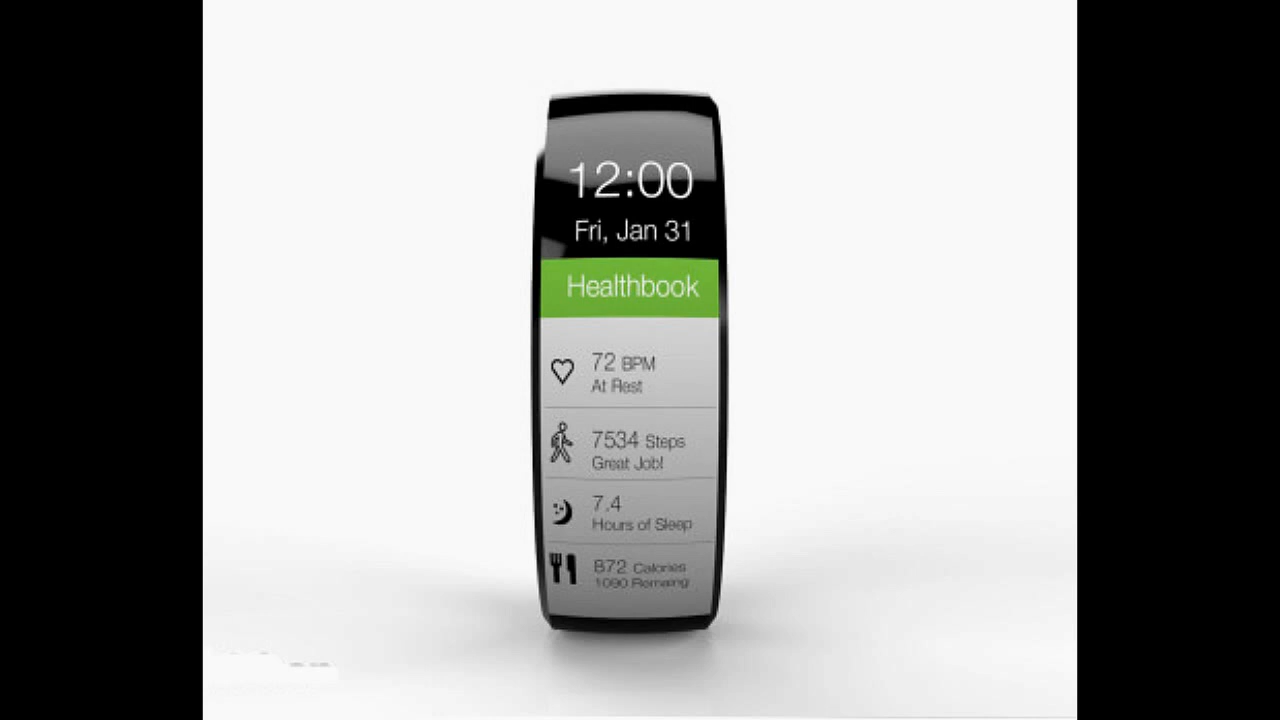 12:00
Fri, Jan 31
Healthbook
72 BPM
At Rest
7534 Steps
Great Job!
7.4
Hours of Sleep
872 Calories
1090 Remaing